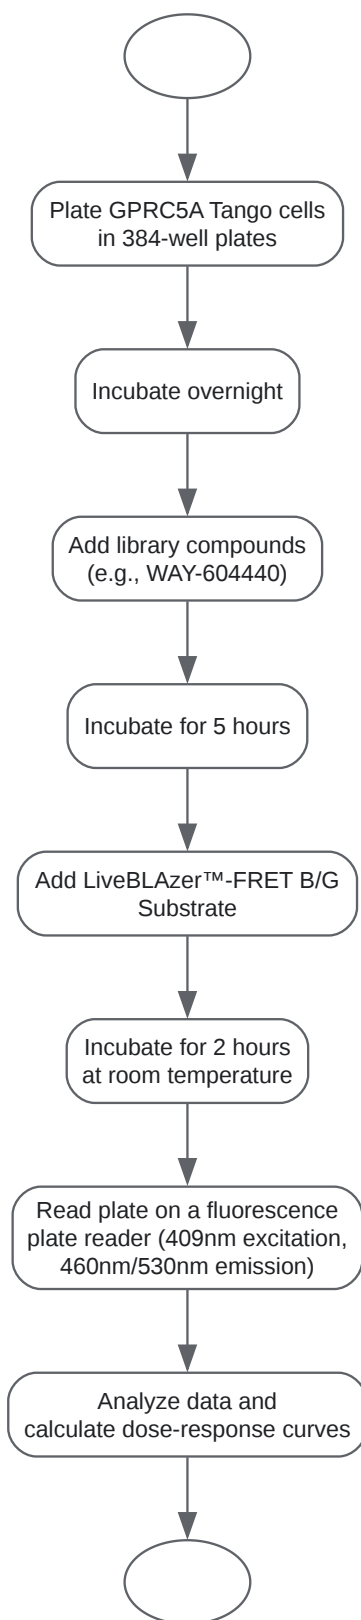 Plate GPRC5A Tango cells
in 384-well plates
Incubate overnight
Add library compounds
(e.g., WAY-604440)
Incubate for 5 hours
Add LiveBLAzer™-FRET B/G
Substrate
Incubate for 2 hours
at room temperature
Read plate on a fluorescence
plate reader (409nm excitation,
460nm/530nm emission)
Analyze data and
calculate dose-response curves